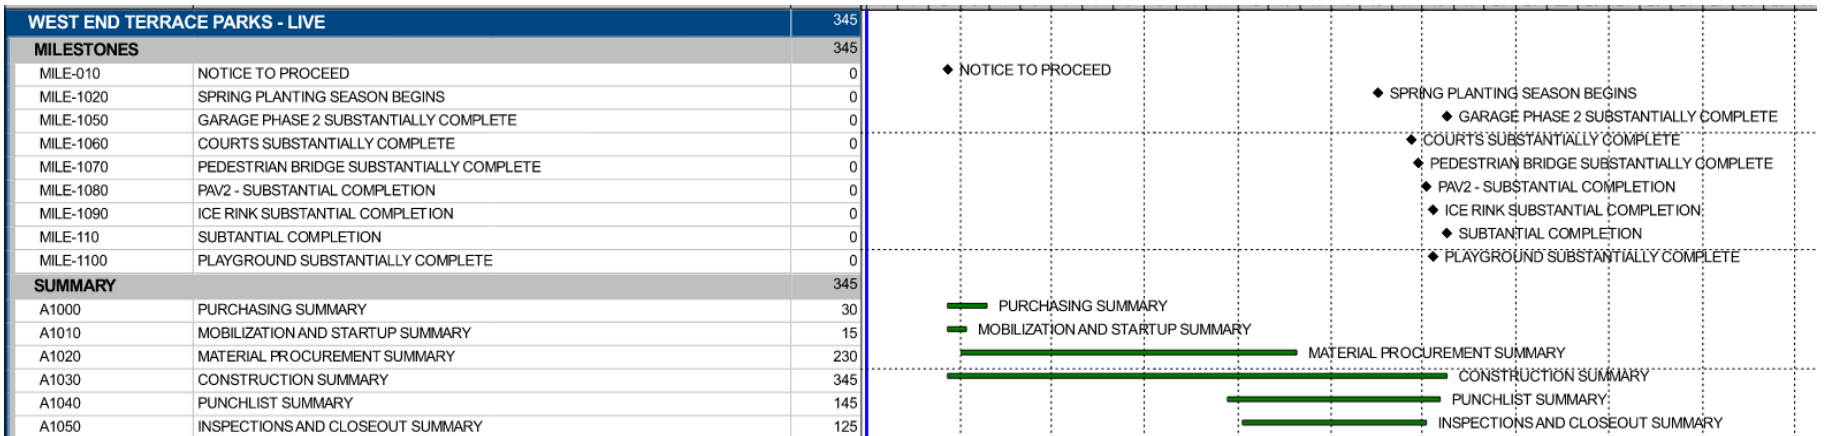 WEST END TERRACE PARKS - LIVE 345
MILESTONES 345
MILE-010 NOTICE TO PROCEED 0 NOTICE TO PROCEED
MILE-1020 SPRING PLANTING SEASON BEGINS 0 SPRING PLANTING SEASON BEGINS
MILE-1050 GARAGE PHASE 2 SUBSTANTIALLY COMPLETE 0 GARAGE PHASE 2 SUBSTANTIALLY COMPLETE
MILE-1060 COURTS SUBSTANTIALLY COMPLETE 0 COURTS SUBSTANTIALLY COMPLETE
MILE-1070 PEDESTRIAN BRIDGE SUBSTANTIALLY COMPLETE 0 PEDESTRIAN BRIDGE SUBSTANTIALLY COMPLETE
MILE-1080 PAV2 - SUBSTANTIAL COMPLETION 0 PAV2 - SUBSTANTIAL COMPLETION
MILE-1090 ICE RINK SUBSTANTIAL COMPLETION 0 ICE RINK SUBSTANTIAL COMPLETION
MILE-110 SUBTANTIAL COMPLETION 0 SUBTANTIAL COMPLETION
MILE-1100 PLAYGROUND SUBSTANTIALLY COMPLETE 0 PLAYGROUND SUBSTANTIALLY COMPLETE
SUMMARY 345
A1000 PURCHASING SUMMARY 30 PURCHASING SUMMARY
A1010 MOBILIZATION AND STARTUP SUMMARY 15 MOBILIZATION AND STARTUP SUMMARY
A1020 MATERIAL PROCUREMENT SUMMARY 230 MATERIAL PROCUREMENT SUMMARY
A1030 CONSTRUCTION SUMMARY 345 CONSTRUCTION SUMMARY
A1040 PUNCHLIST SUMMARY 145 PUNCHLIST SUMMARY
A1050 INSPECTIONS AND CLOSEOUT SUMMARY 125 INSPECTIONS AND CLOSEOUT SUMMARY